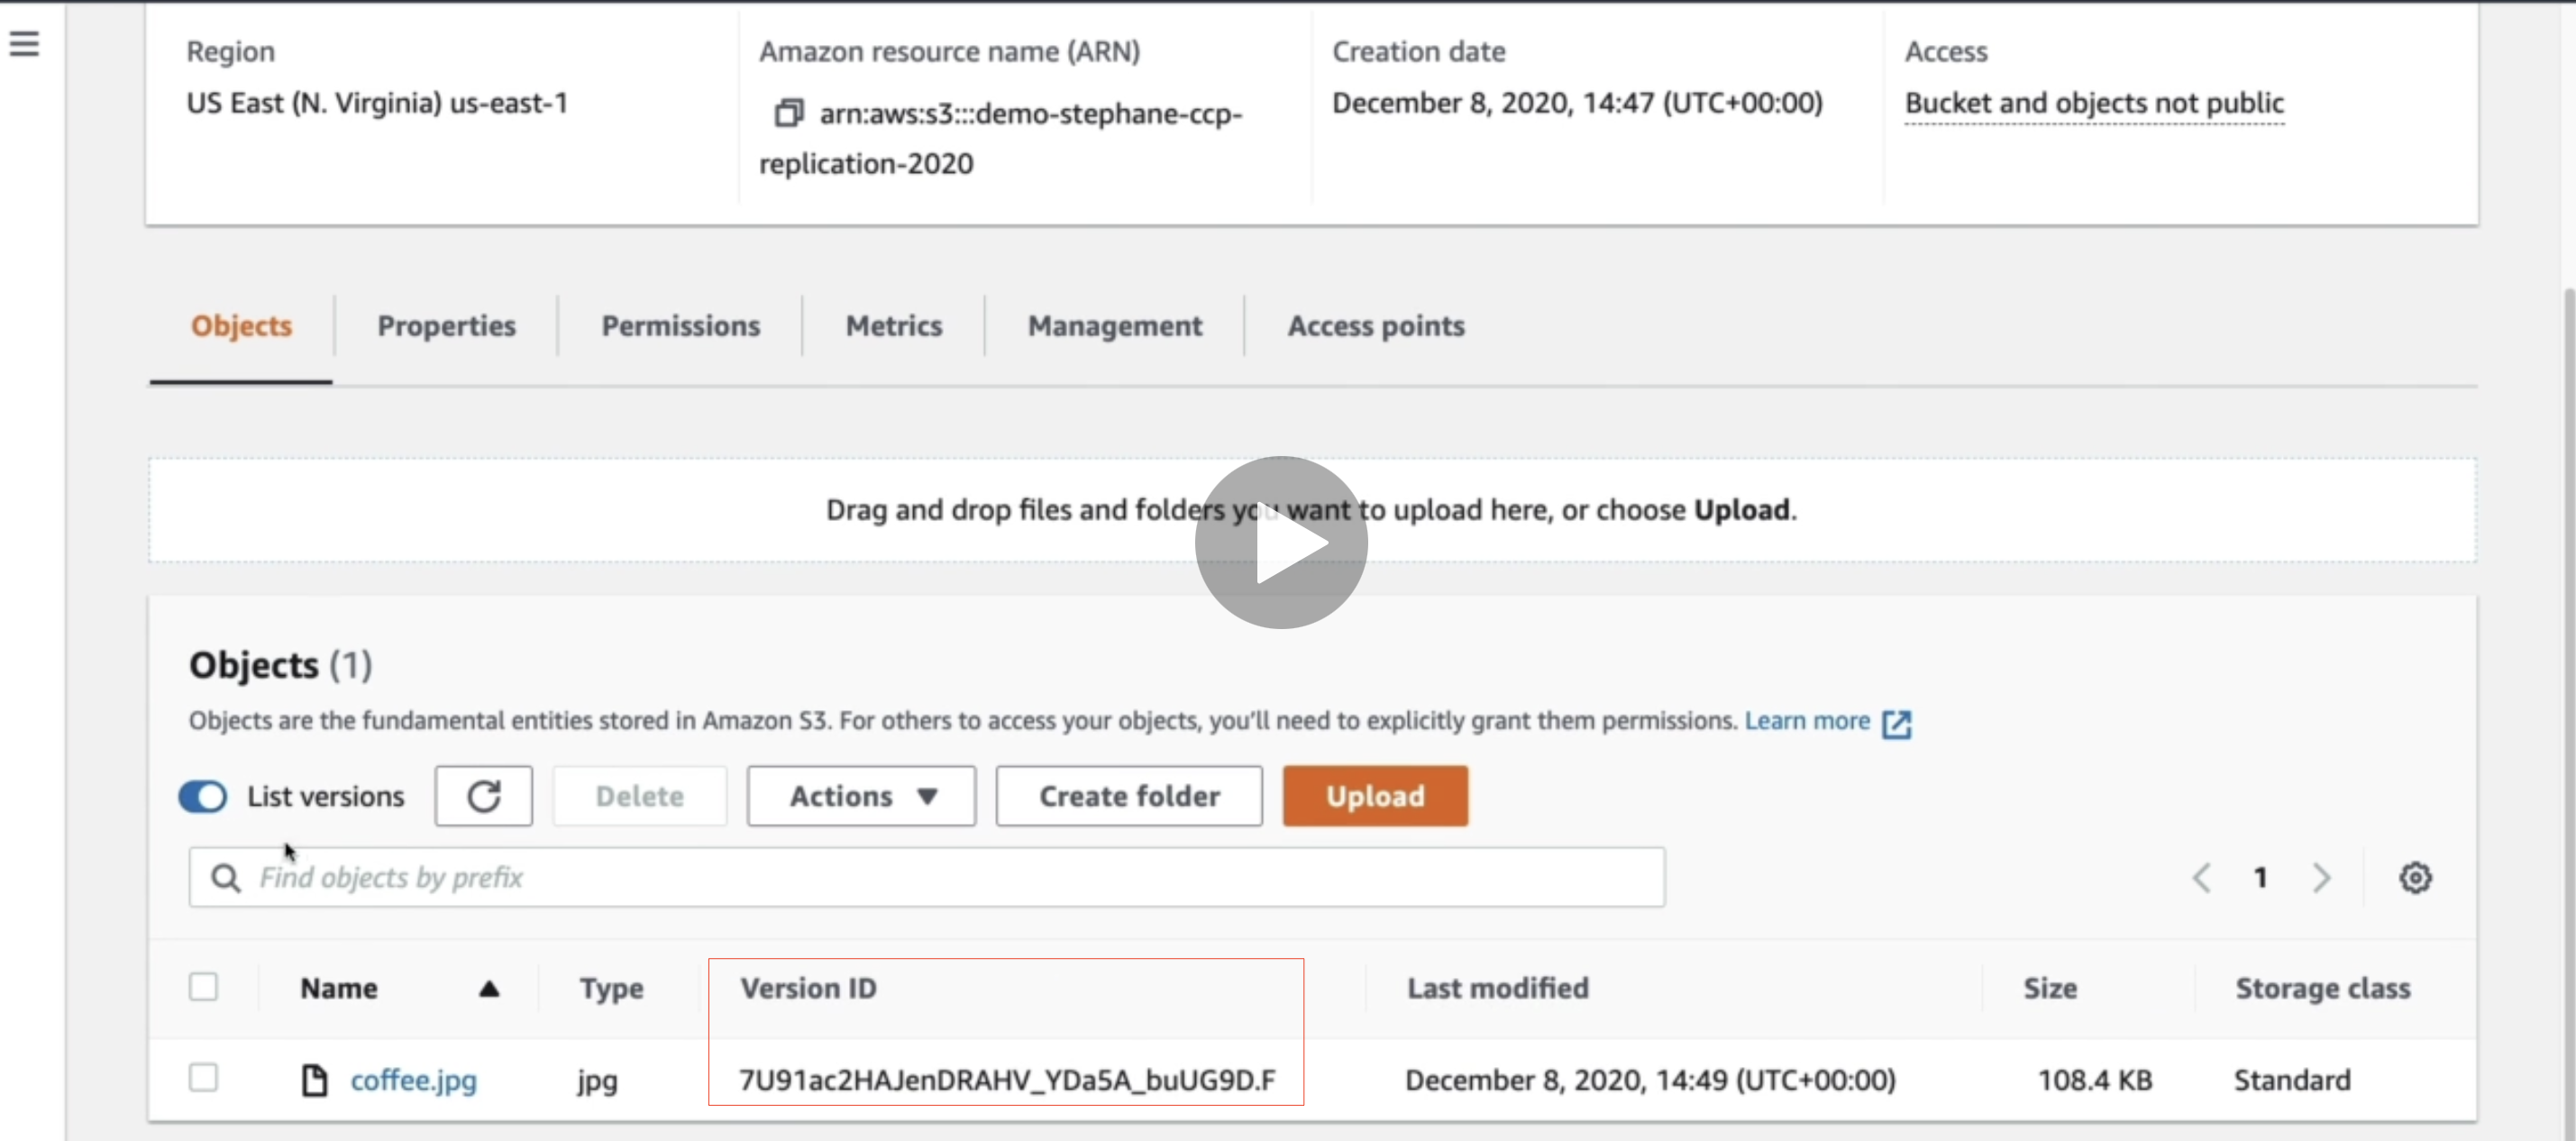 Region
US East (N. Virginia) us-east-1
Amazon resource name (ARN)
arn:aws:s3:::demo-stephane-ccp-
replication-2020
Creation date
December 8, 2020, 14:47 (UTC+00:00)
Access
Bucket and objects not public
Objects
Properties
Permissions
Metrics
Management
Access points
Drag and drop files and folders you want to upload here, or choose Upload.
Objects (1)
Objects are the fundamental entities stored in Amazon S3. For others to access your objects, you'll need to explicitly grant them permissions. Learn more
List versions
Delete
Actions
Create folder
Upload
Find objects by prefix
1
Name
Type
Version ID
Last modified
Size
Storage class
coffee.jpg
jpg
7U91ac2HAJenDRAHV_YDa5A_buUG9D.F
December 8, 2020, 14:49 (UTC+00:00)
108.4 KB
Standard